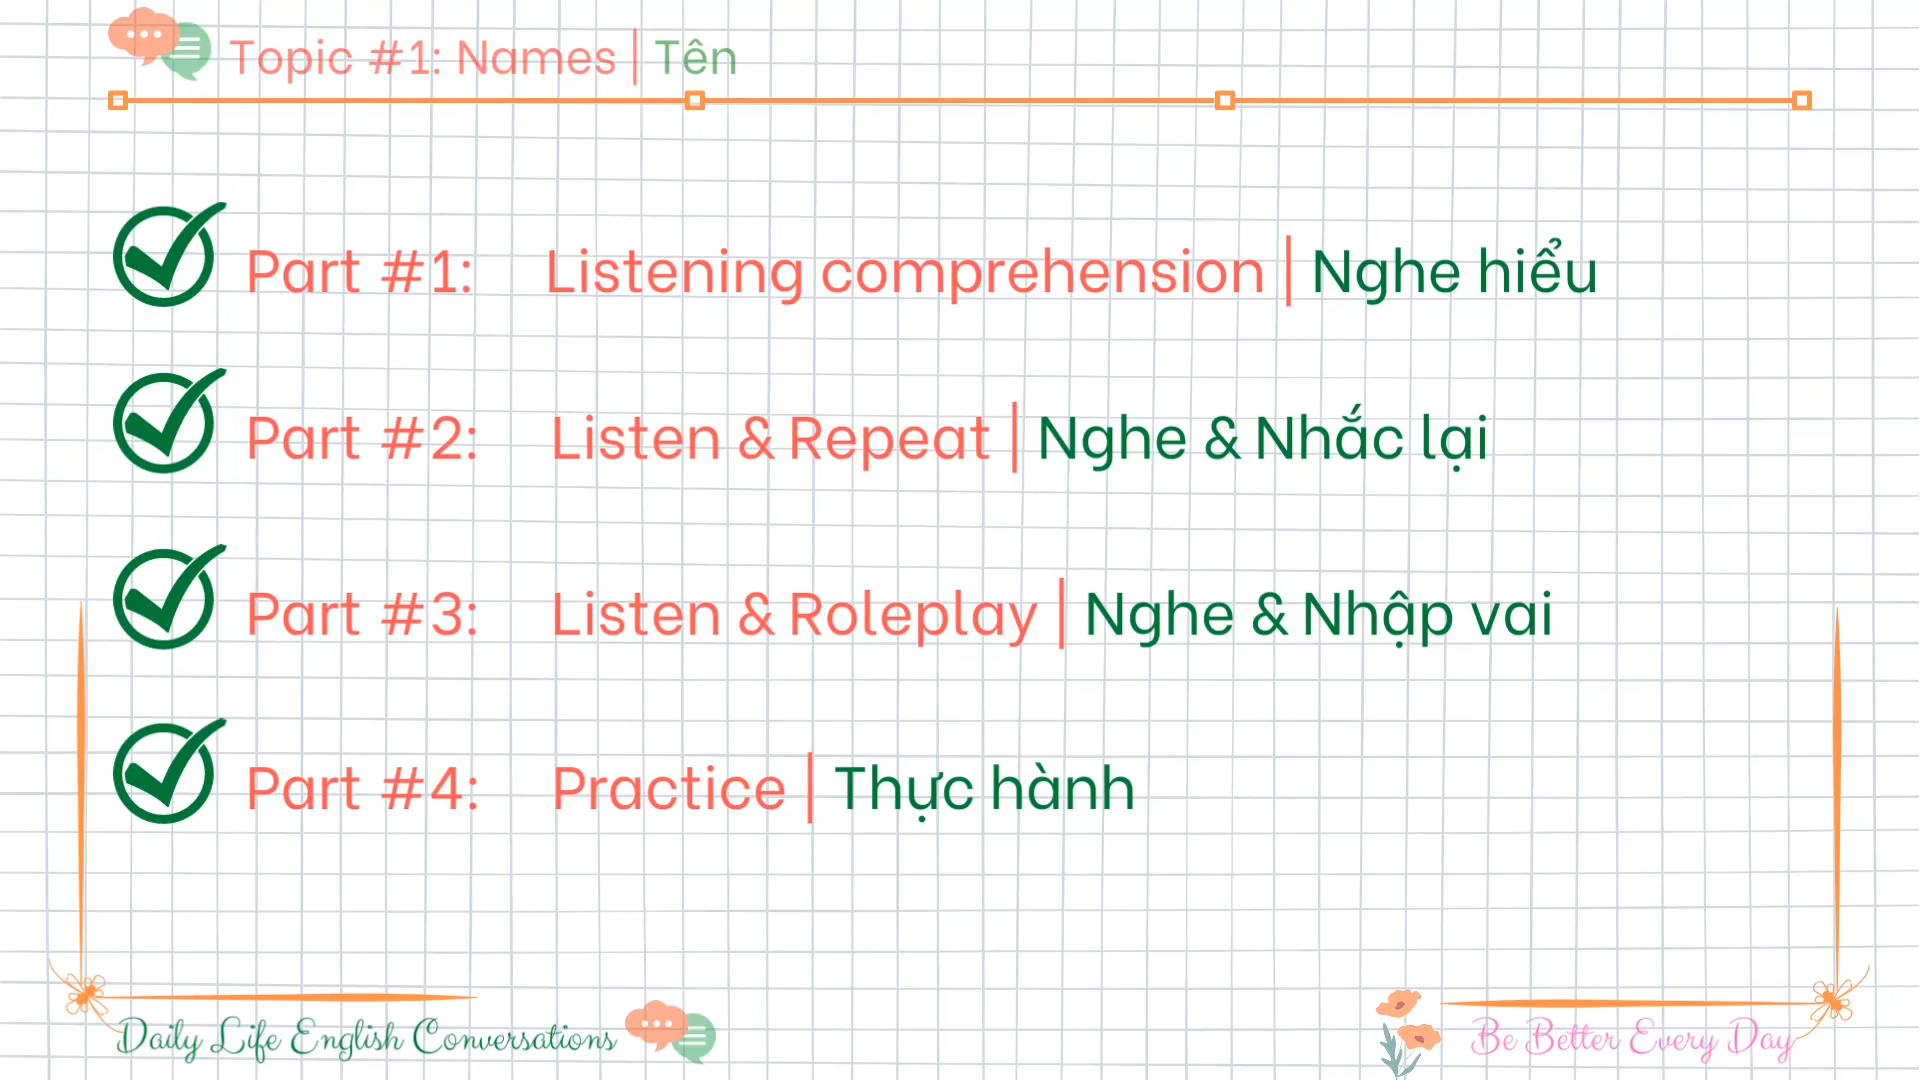 Topic #1: Names | Tên
Part #1: Listening comprehension | Nghe hiểu
Part #2: Listen & Repeat | Nghe & Nhắc lại
Part #3: Listen & Roleplay | Nghe & Nhập vai
Part #4: Practice | Thực hành
Daily Life English Conversations
Be Better Every Day